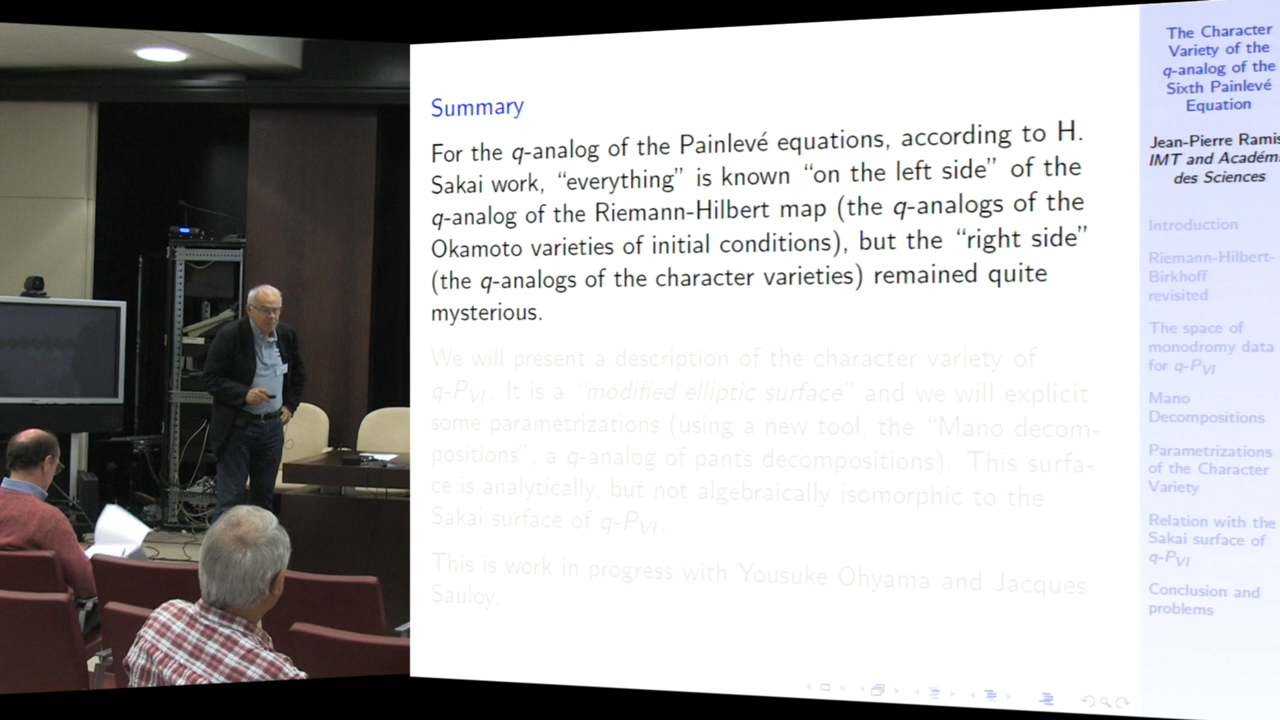 Summary
For the q-analog of the Painlevé equations, according to H.
Sakai work, “everything” is known “on the left side” of the
q-analog of the Riemann-Hilbert map (the q-analogs of the
Okamoto varieties of initial conditions), but the “right side”
(the q-analogs of the character varieties) remained quite
mysterious.
We will present a description of the character variety of
q-PVI. It is a “modified elliptic surface” and we will explicit
some parametrizations (using a new tool, the “Mano decom-
positions”, a q-analog of pants decompositions). This surfa-
ce is analytically, but not algebraically isomorphic to the
Sakai surface of q-PVI.
This is work in progress with Yousuke Ohyama and Jacques
Sauloy.
The Character
Variety of the
q-analog of the
Sixth Painlevé
Equation
Jean-Pierre Ramis
IMT and Académi
des Sciences
Introduction
Riemann-Hilbert-
Birkhoff
revisited
The space of
monodromy data
for q-PVI
Mano
Decompositions
Parametrizations
of the Character
Variety
Relation with the
Sakai surface of
q-PVI
Conclusion and
problems